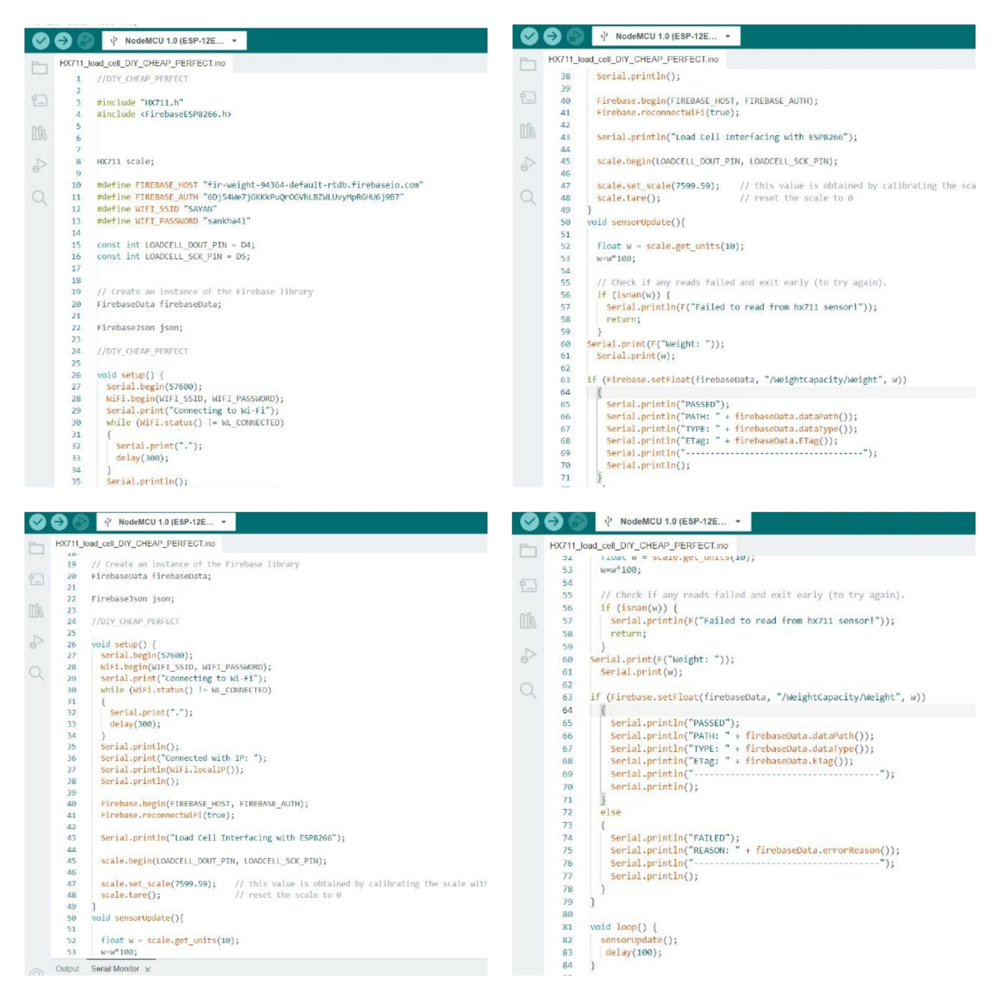 NodeMCU 1.0 (ESP-12E...
HX711_load_cell_DIY_CHEAP_PERFECT.ino
1 //DIY_CHEAP_PERFECT
2
3 #include "HX711.h"
4 #include <FirebaseESP8266.h>
5
6
7
8 HX711 scale;
9
10 #define FIREBASE_HOST "fir-weight-94364-default-rtdb.firebaseio.com"
11 #define FIREBASE_AUTH "6Dj54We7jGKKkPuQrOGVhLBZWLUvyMpRGHU6j9B7"
12 #define WIFI_SSID "SAYAN"
13 #define WIFI_PASSWORD "sankha41"
14
15 const int LOADCELL_DOUT_PIN = D4;
16 const int LOADCELL_SCK_PIN = D5;
17
18
19 // Create an instance of the Firebase library
20 FirebaseData firebaseData;
21
22 FirebaseJson json;
23
24 //DIY_CHEAP_PERFECT
25
26 void setup() {
27 Serial.begin(57600);
28 WiFi.begin(WIFI_SSID, WIFI_PASSWORD);
29 Serial.print("Connecting to Wi-Fi");
30 while (WiFi.status() != WL_CONNECTED)
31 {
32 Serial.print(".");
33 delay(300);
34 }
35 Serial.println();
NodeMCU 1.0 (ESP-12E...
HX711_load_cell_DIY_CHEAP_PERFECT.ino
38 Serial.println();
39
40 Firebase.begin(FIREBASE_HOST, FIREBASE_AUTH);
41 Firebase.reconnectWiFi(true);
42
43 Serial.println("Load Cell Interfacing with ESP8266");
44
45 scale.begin(LOADCELL_DOUT_PIN, LOADCELL_SCK_PIN);
46
47 scale.set_scale(7599.59); // this value is obtained by calibrating the sca
48 scale.tare(); // reset the scale to 0
49 }
50 void sensorUpdate(){
51
52 float w = scale.get_units(10);
53 w=w*100;
54
55 // Check if any reads failed and exit early (to try again).
56 if (isnan(w)) {
57 Serial.println(F("Failed to read from hx711 sensor!"));
58 return;
59 }
60 Serial.print(F("Weight: "));
61 Serial.print(w);
62
63 if (Firebase.setFloat(firebaseData, "/WeightCapacity/Weight", w))
64 {
65 Serial.println("PASSED");
66 Serial.println("PATH: " + firebaseData.dataPath());
67 Serial.println("TYPE: " + firebaseData.dataType());
68 Serial.println("ETag: " + firebaseData.ETag());
69 Serial.println("------------------------------------");
70 Serial.println();
71 }
NodeMCU 1.0 (ESP-12E...
HX711_load_cell_DIY_CHEAP_PERFECT.ino
18
19 // Create an instance of the Firebase library
20 FirebaseData firebaseData;
21
22 FirebaseJson json;
23
24 //DIY_CHEAP_PERFECT
25
26 void setup() {
27 Serial.begin(57600);
28 WiFi.begin(WIFI_SSID, WIFI_PASSWORD);
29 Serial.print("Connecting to Wi-Fi");
30 while (WiFi.status() != WL_CONNECTED)
31 {
32 Serial.print(".");
33 delay(300);
34 }
35 Serial.println();
36 Serial.print("Connected with IP: ");
37 Serial.println(WiFi.localIP());
38 Serial.println();
39
40 Firebase.begin(FIREBASE_HOST, FIREBASE_AUTH);
41 Firebase.reconnectWiFi(true);
42
43 Serial.println("Load Cell Interfacing with ESP8266");
44
45 scale.begin(LOADCELL_DOUT_PIN, LOADCELL_SCK_PIN);
46
47 scale.set_scale(7599.59); // this value is obtained by calibrating the scale with
48 scale.tare(); // reset the scale to 0
49 }
50 void sensorUpdate(){
51
52 float w = scale.get_units(10);
53 w=w*100;
Output Serial Monitor ×
NodeMCU 1.0 (ESP-12E...
HX711_load_cell_DIY_CHEAP_PERFECT.ino
52 float w = scale.get_units(10);
53 w=w*100;
54
55 // Check if any reads failed and exit early (to try again).
56 if (isnan(w)) {
57 Serial.println(F("Failed to read from hx711 sensor!"));
58 return;
59 }
60 Serial.print(F("Weight: "));
61 Serial.print(w);
62
63 if (Firebase.setFloat(firebaseData, "/WeightCapacity/Weight", w))
64 {
65 Serial.println("PASSED");
66 Serial.println("PATH: " + firebaseData.dataPath());
67 Serial.println("TYPE: " + firebaseData.dataType());
68 Serial.println("ETag: " + firebaseData.ETag());
69 Serial.println("------------------------------------");
70 Serial.println();
71 }
72 else
73 {
74 Serial.println("FAILED");
75 Serial.println("REASON: " + firebaseData.errorReason());
76 Serial.println("------------------------------------");
77 Serial.println();
78 }
79 }
80
81 void loop() {
82 sensorUpdate();
83 delay(100);
84 }